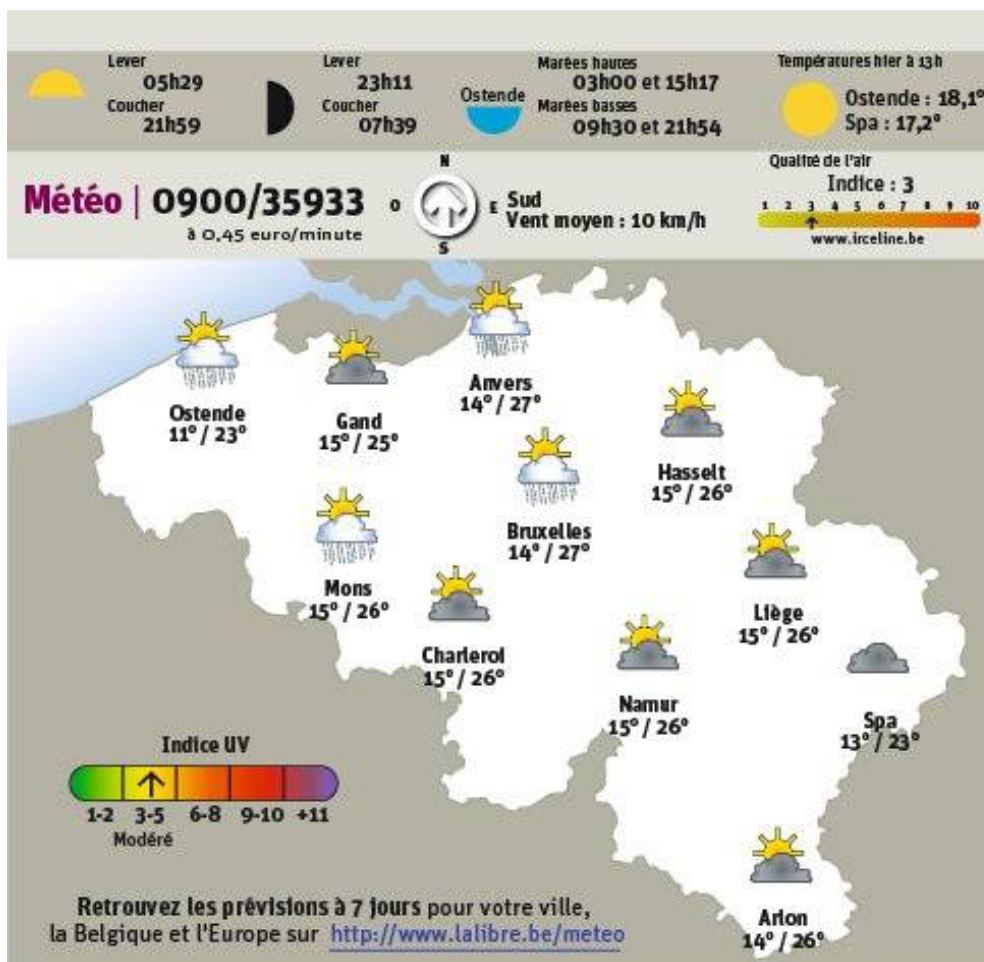 Lever
05h29
Coucher
21h59
Lever
23h11
Coucher
07h39
Ostende
Marées hautes
03h00 et 15h17
Marées basses
09h30 et 21h54
Températures hier à 13h
Ostende : 18,1°
Spa : 17,2°
Météo | 0900/35933
à 0,45 euro/minute
N
O
E
S
Sud
Vent moyen : 10 km/h
Qualité de l'air
Indice : 3
1 2 3 4 5 6 7 8 9 10
www.irceline.be
Ostende
11° / 23°
Gand
15° / 25°
Anvers
14° / 27°
Hasselt
15° / 26°
Bruxelles
14° / 27°
Mons
15° / 26°
Charleroi
15° / 26°
Liège
15° / 26°
Namur
15° / 26°
Spa
13° / 23°
Arlon
14° / 26°
Indice UV
1-2 3-5 6-8 9-10 +11
Modéré
Retrouvez les prévisions à 7 jours pour votre ville,
la Belgique et l'Europe sur http://www.lalibre.be/meteo